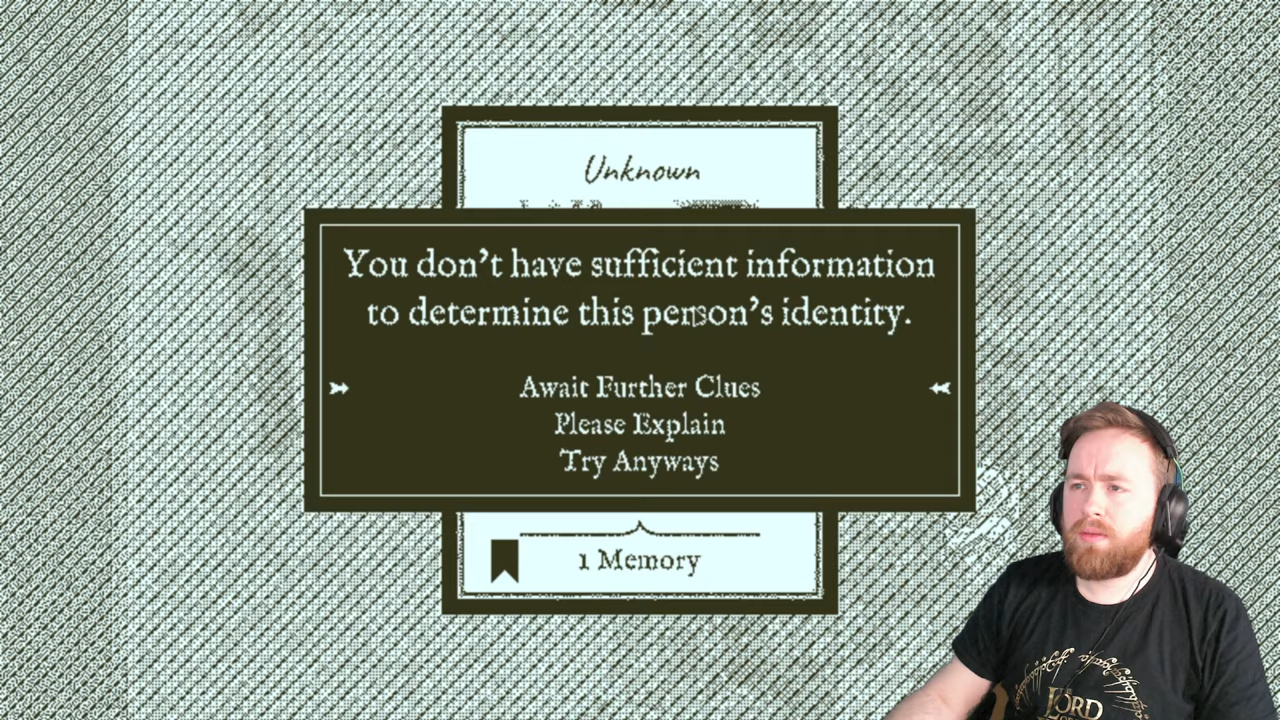 Unknown
You don't have sufficient information
to determine this person's identity.
Await Further Clues
Please Explain
Try Anyways
1 Memory
LORD